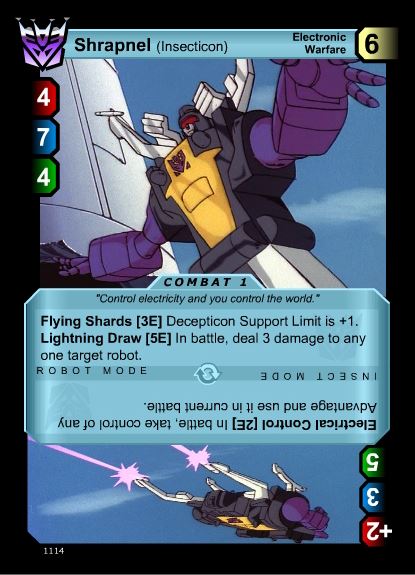 Shrapnel (Insecticon)
Electronic
Warfare
6
4
7
4
COMBAT 1
"Control electricity and you control the world."
Flying Shards [3E] Decepticon Support Limit is +1.
Lightning Draw [5E] In battle, deal 3 damage to any
one target robot.
ROBOT MODE
INSECT MODE
Electrical Control [2E] In battle, take control of any
Advantage and use it in current battle.
+2
3
5
1114